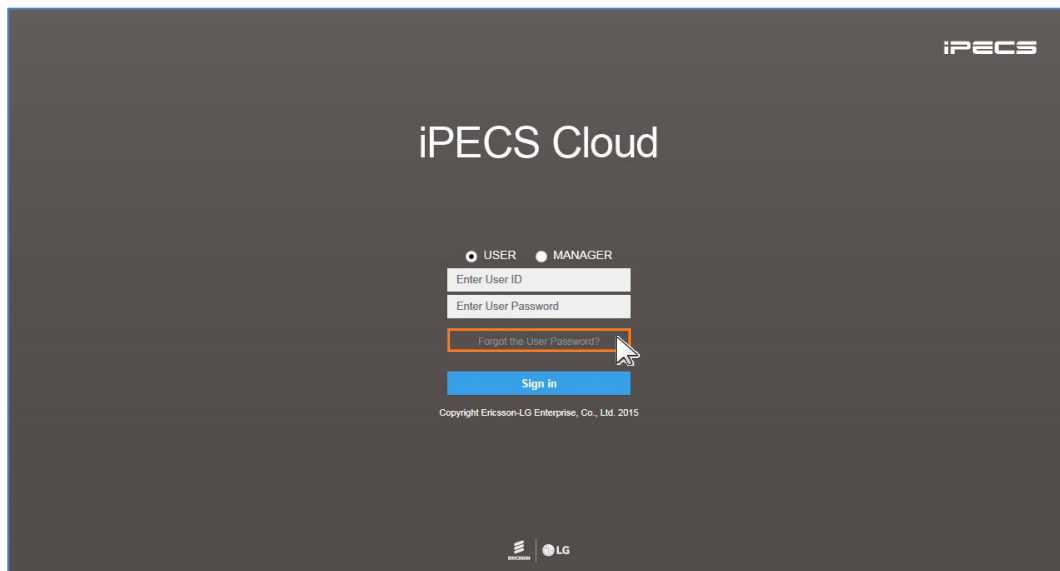 iPECS
iPECS Cloud
USER MANAGER
Enter User ID
Enter User Password
Forgot the User Password?
Sign in
Copyright Ericsson-LG Enterprise, Co., Ltd. 2015
ERICSSON LG